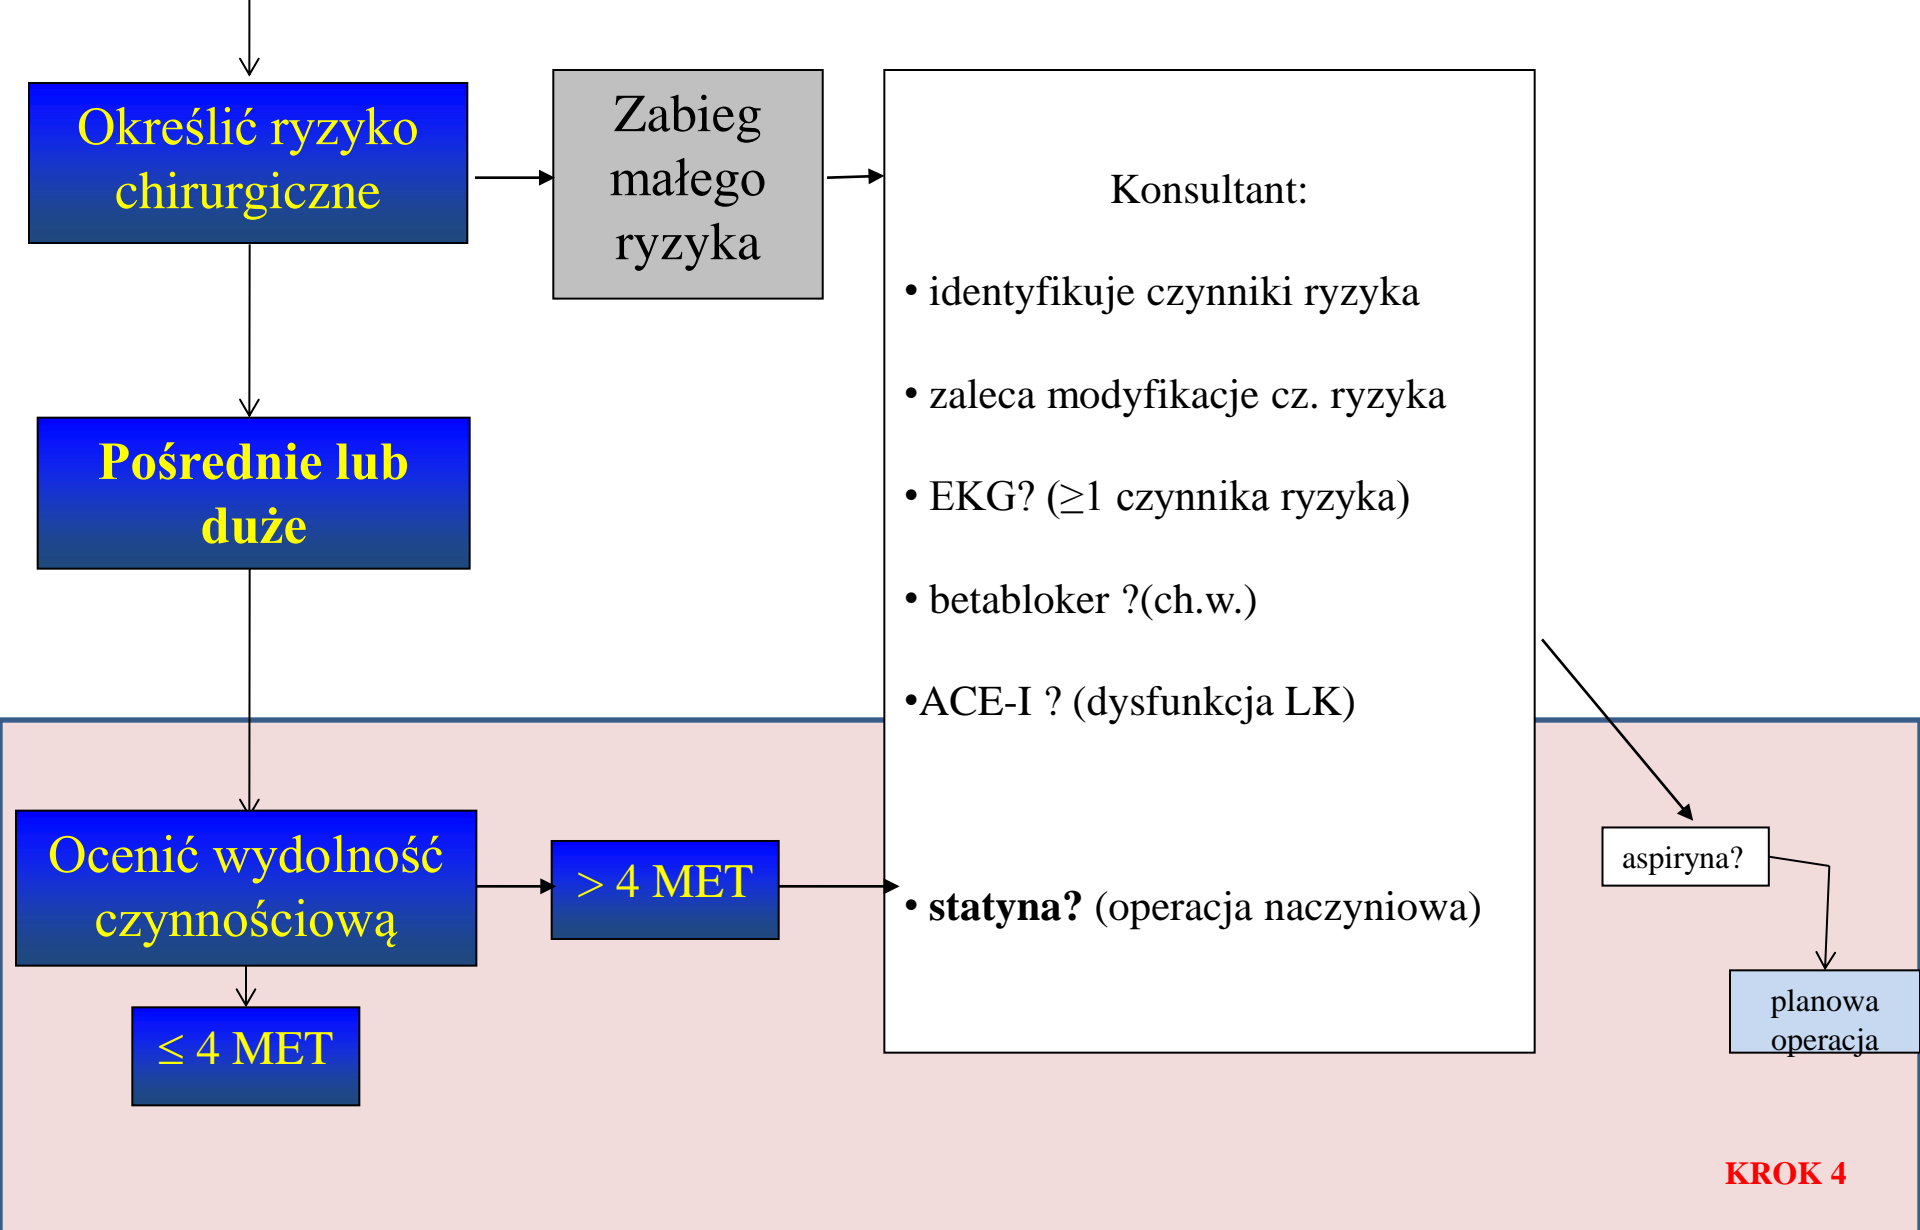 Określić ryzyko
chirurgiczne
Zabieg
małego
ryzyka
Konsultant:
• identyfikuje czynniki ryzyka
• zaleca modyfikacje cz. ryzyka
• EKG? (≥1 czynnika ryzyka)
• betabloker ?(ch.w.)
•ACE-I ? (dysfunkcja LK)
• statyna? (operacja naczyniowa)
Pośrednie lub
duże
Ocenić wydolność
czynnościową
> 4 MET
≤ 4 MET
aspiryna?
planowa
operacja
KROK 4